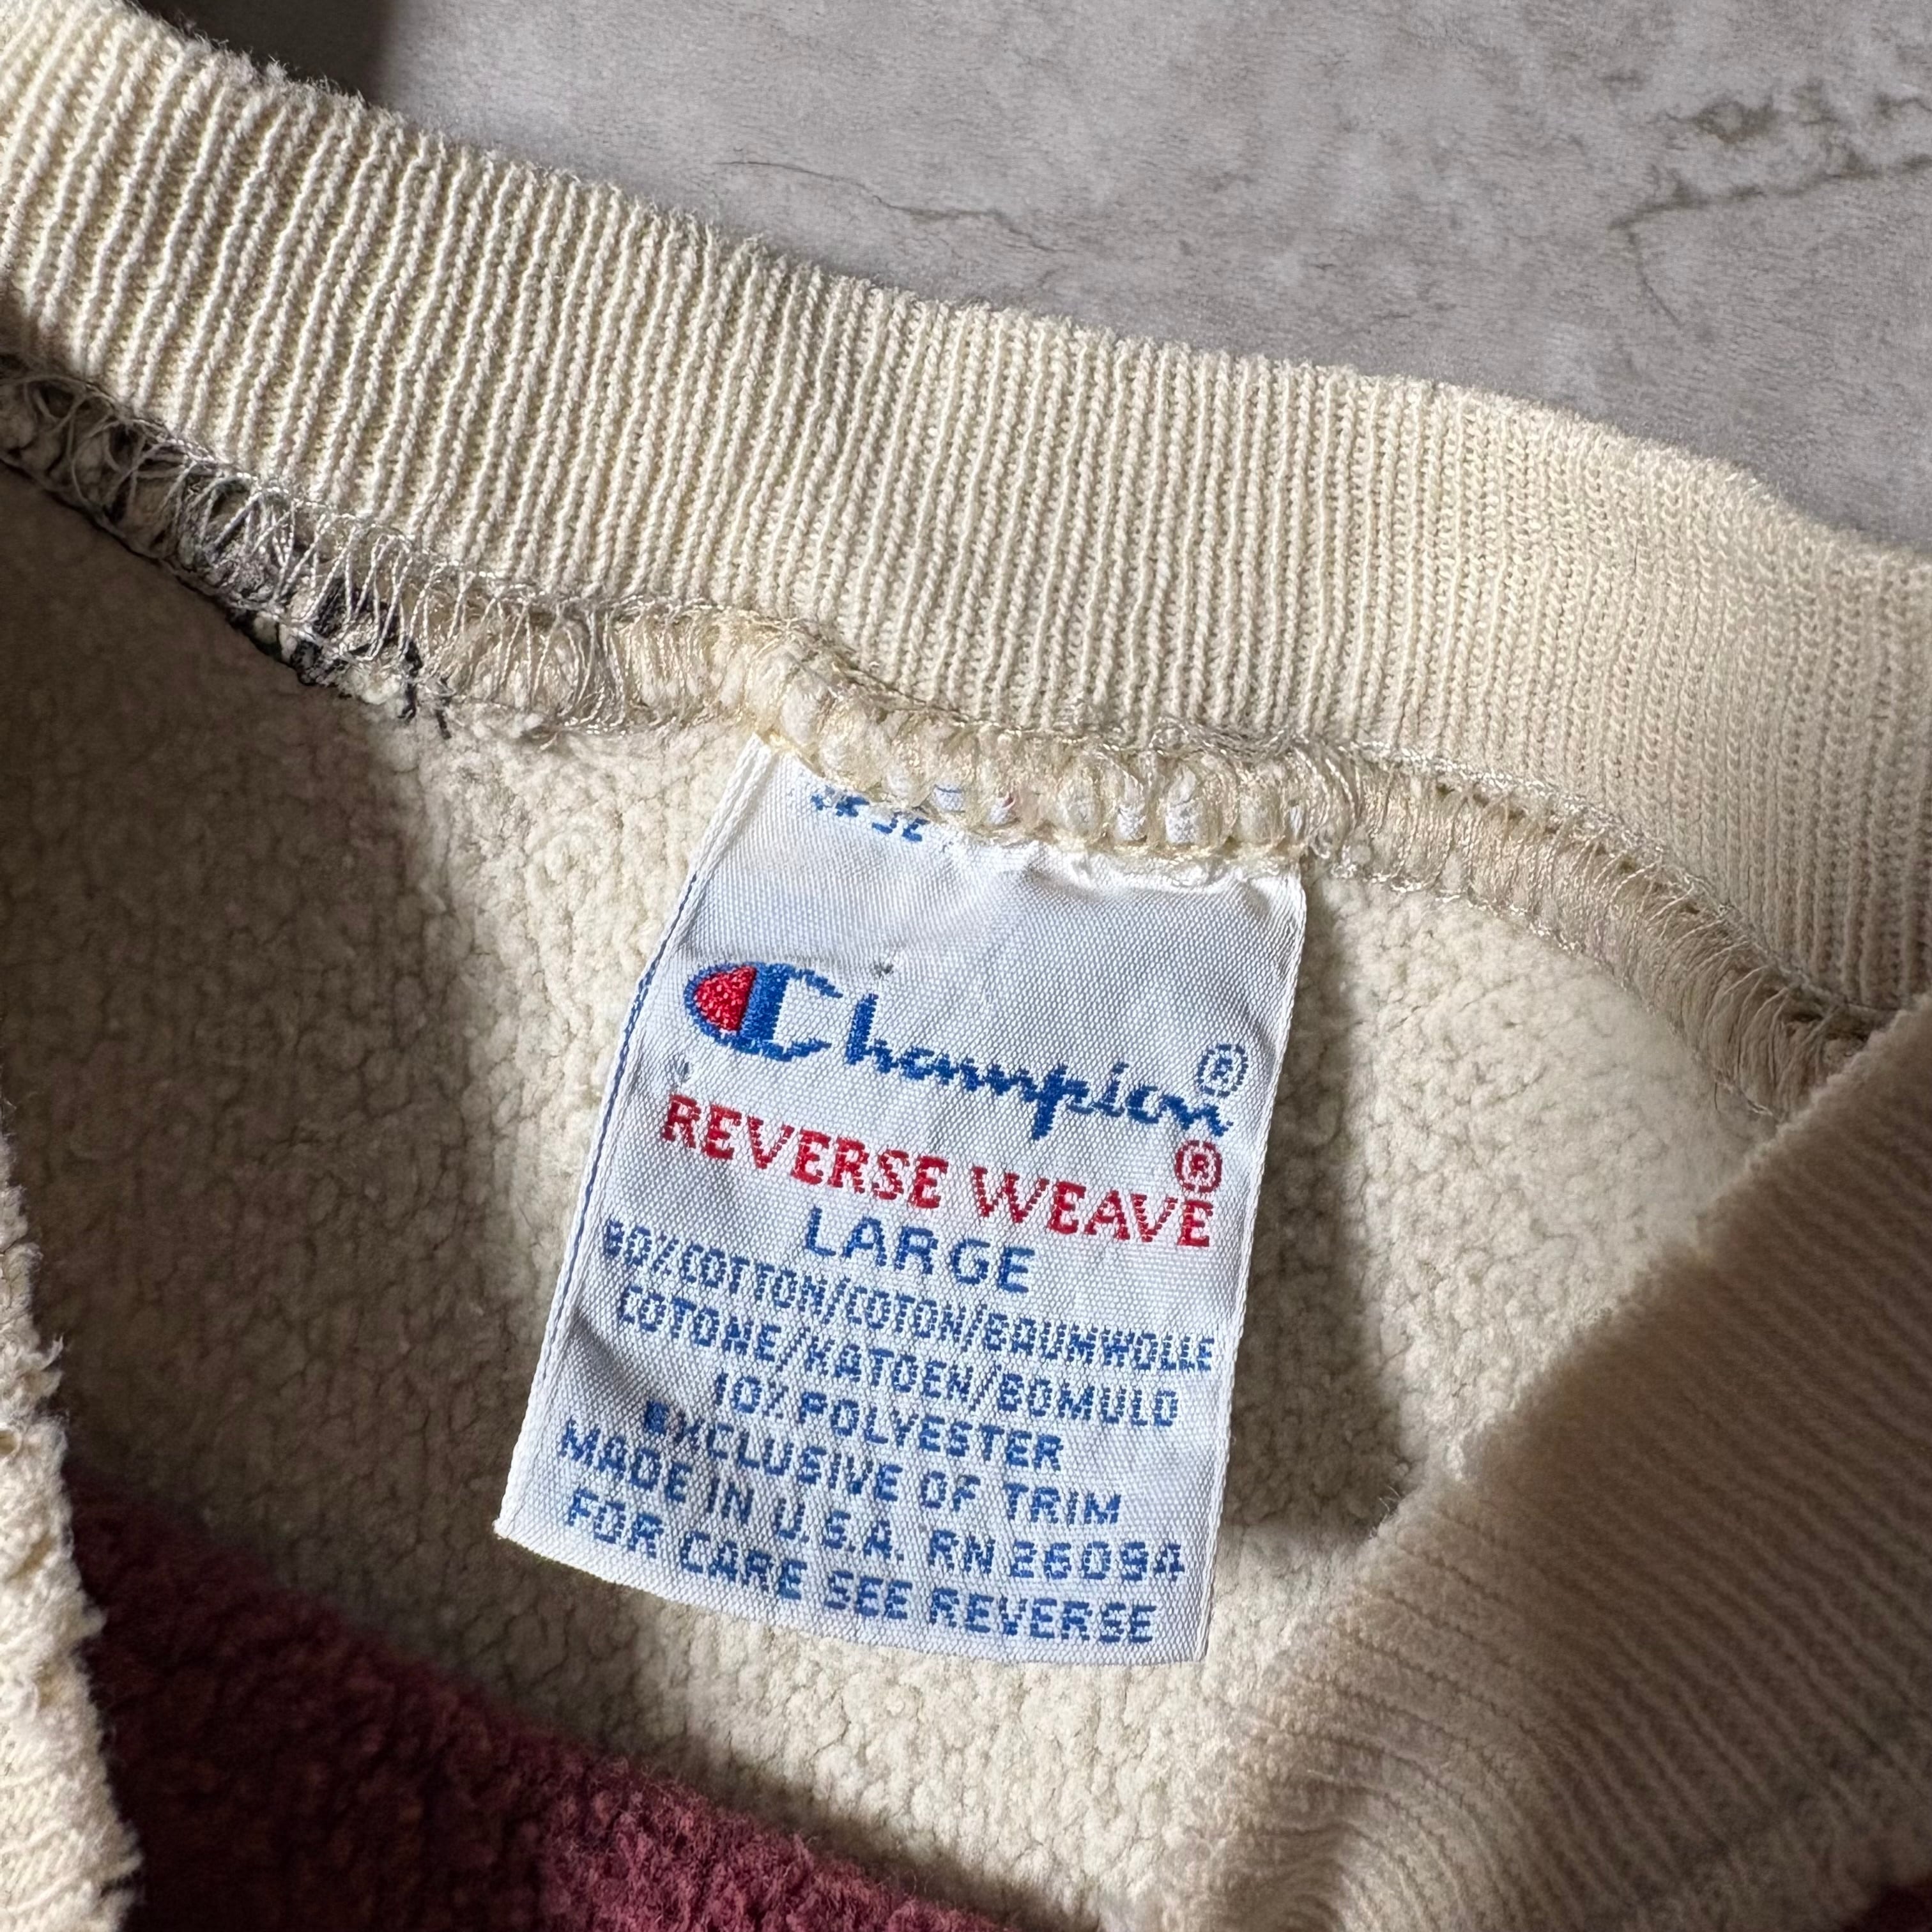 Champion®
REVERSE WEAVE®
LARGE
90% COTTON/COTON/BAUMWOLLE
COTONE/KATOEN/BOMULD
10% POLYESTER
EXCLUSIVE OF TRIM
MADE IN U.S.A. RN 26094
FOR CARE SEE REVERSE